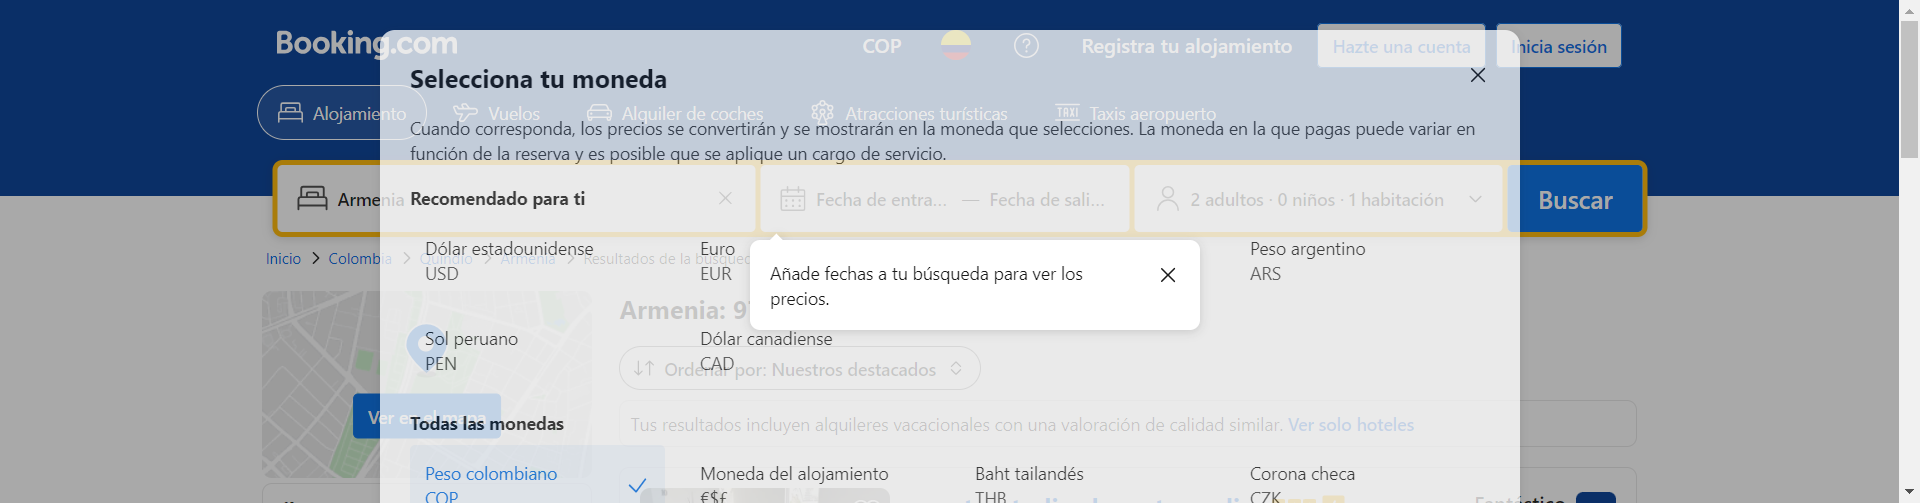 Booking.com
COP
Registra tu alojamiento
Hazte una cuenta
Inicia sesión
Selecciona tu moneda
Alojamiento
Vuelos
Alquiler de coches
Atracciones turísticas
TAXI
Taxis aeropuerto
Cuando corresponda, los precios se convertirán y se mostrarán en la moneda que selecciones. La moneda en la que pagas puede variar en
función de la reserva y es posible que se aplique un cargo de servicio.
Armenia
Recomendado para ti
Fecha de entra... — Fecha de sali...
2 adultos · 0 niños · 1 habitación
Buscar
Inicio
Colombia
Quindío
Armenia
Resultados de la búsqued
Dólar estadounidense
USD
Euro
EUR
Peso argentino
ARS
Añade fechas a tu búsqueda para ver los
precios.
Armenia: 9
Sol peruano
PEN
Dólar canadiense
CAD
Ordenar por: Nuestros destacados
Ver en el mapa
Todas las monedas
Tus resultados incluyen alquileres vacacionales con una valoración de calidad similar. Ver solo hoteles
Peso colombiano
COP
Moneda del alojamiento
€$£
Baht tailandés
THB
Corona checa
CZK
Fantástico